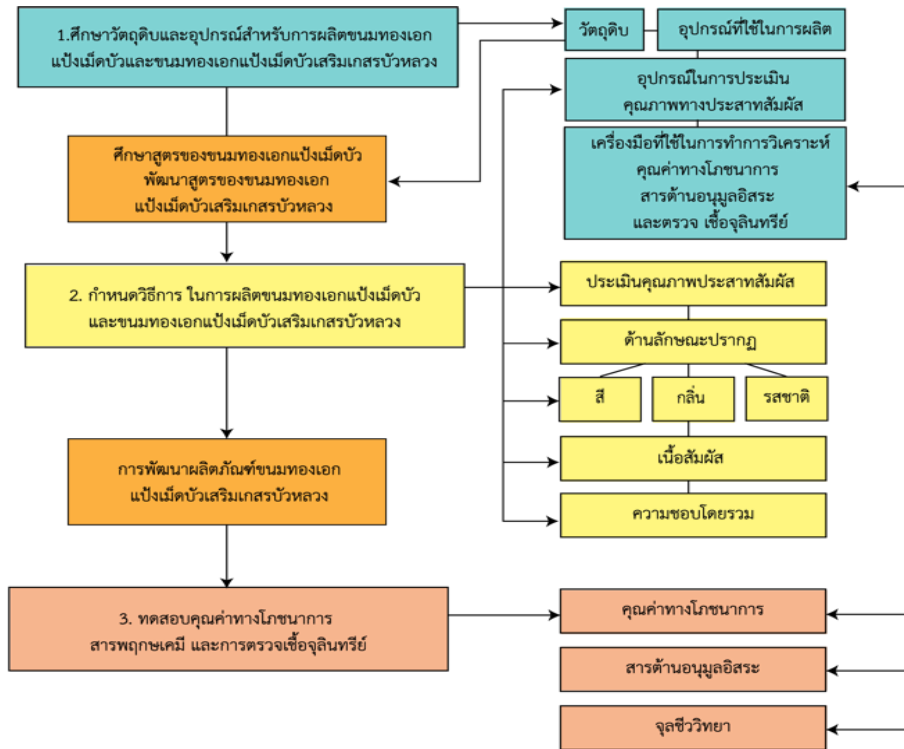 1.ศึกษาวัตถุดิบและอุปกรณ์สำหรับการผลิตขนมทองเอก
แป้งเม็ดบัวและขนมทองเอกแป้งเม็ดบัวเสริมเกสรบัวหลวง
วัตถุดิบ
อุปกรณ์ที่ใช้ในการผลิต
อุปกรณ์ในการประเมิน
คุณภาพทางประสาทสัมผัส
เครื่องมือที่ใช้ในการทำการวิเคราะห์
คุณค่าทางโภชนาการ
สารต้านอนุมูลอิสระ
และตรวจ เชื้อจุลินทรีย์
ศึกษาสูตรของขนมทองเอกแป้งเม็ดบัว
พัฒนาสูตรของขนมทองเอก
แป้งเม็ดบัวเสริมเกสรบัวหลวง
2. กำหนดวิธีการ ในการผลิตขนมทองเอกแป้งเม็ดบัว
และขนมทองเอกแป้งเม็ดบัวเสริมเกสรบัวหลวง
ประเมินคุณภาพประสาทสัมผัส
ด้านลักษณะปรากฏ
สี
กลิ่น
รสชาติ
เนื้อสัมผัส
ความชอบโดยรวม
การพัฒนาผลิตภัณฑ์ขนมทองเอก
แป้งเม็ดบัวเสริมเกสรบัวหลวง
3. ทดสอบคุณค่าทางโภชนาการ
สารพฤกษเคมี และการตรวจเชื้อจุลินทรีย์
คุณค่าทางโภชนาการ
สารต้านอนุมูลอิสระ
จุลชีววิทยา